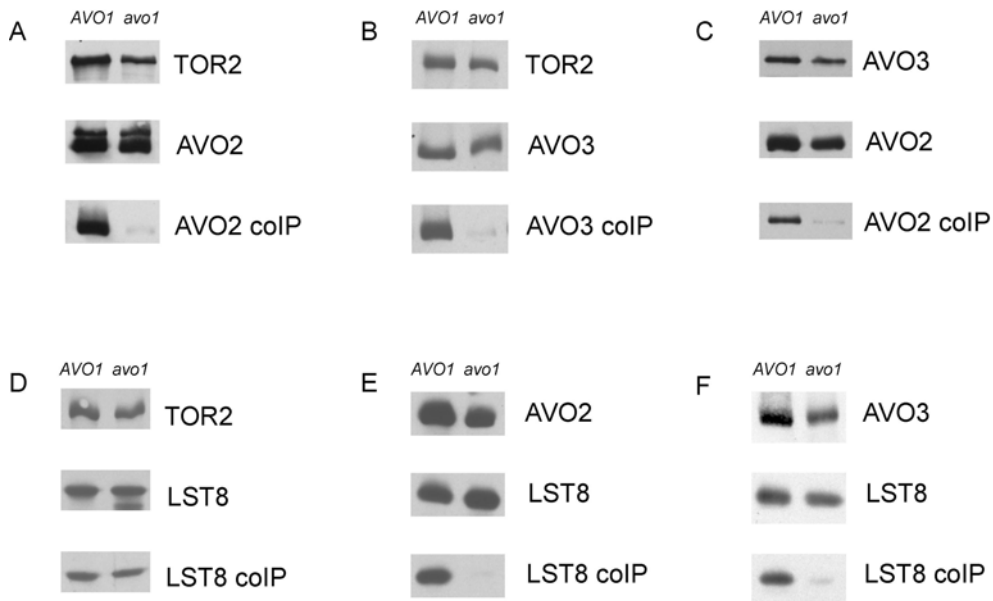 A
AVO1 avo1
TOR2
AVO2
AVO2 coIP
B
AVO1 avo1
TOR2
AVO3
AVO3 coIP
C
AVO1 avo1
AVO3
AVO2
AVO2 coIP
D
AVO1 avo1
TOR2
LST8
LST8 coIP
E
AVO1 avo1
AVO2
LST8
LST8 coIP
F
AVO1 avo1
AVO3
LST8
LST8 coIP